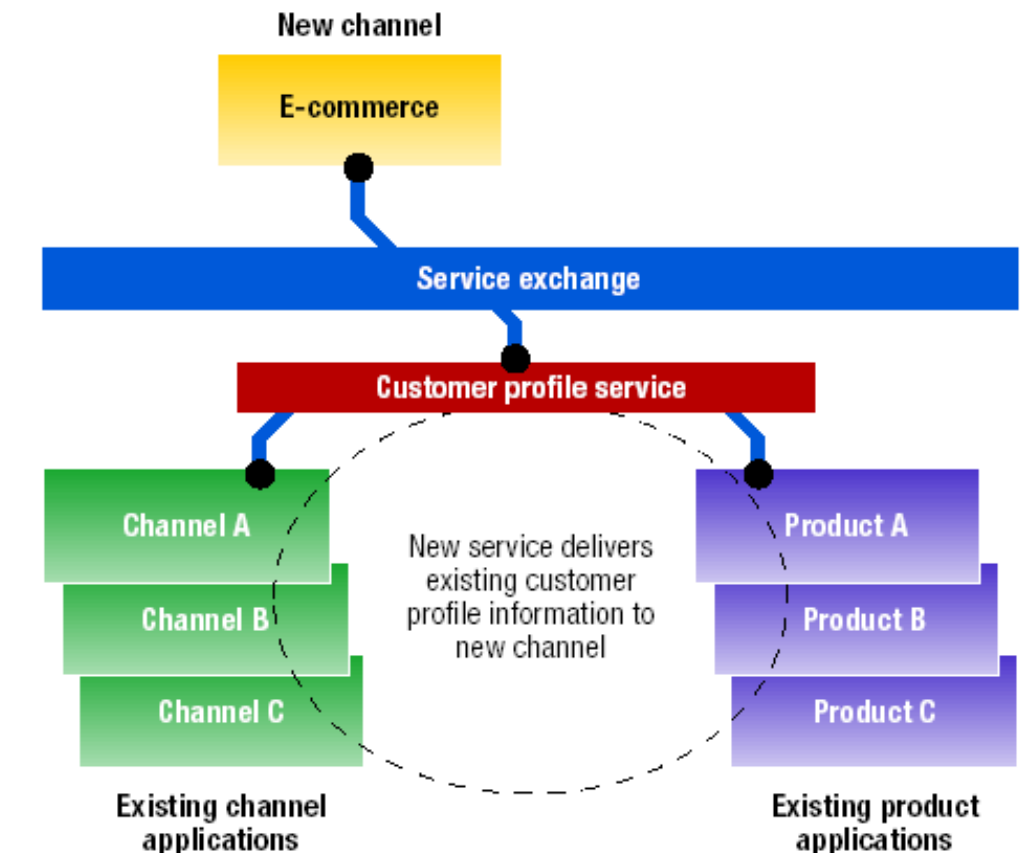 New channel
E-commerce
Service exchange
Customer profile service
Channel A
Channel B
Channel C
New service delivers
existing customer
profile information to
new channel
Product A
Product B
Product C
Existing channel
applications
Existing product
applications